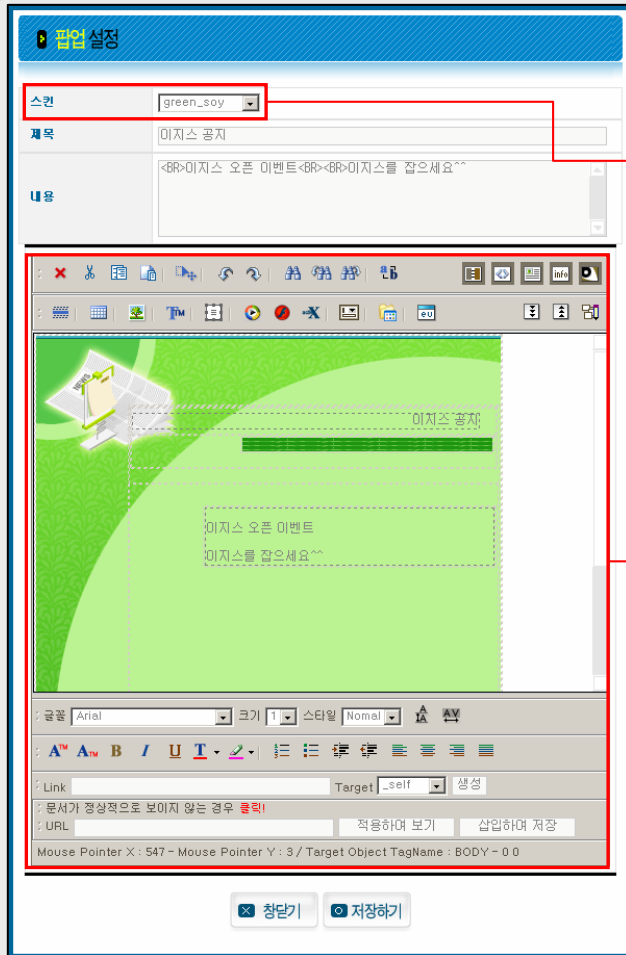 팝업 설정
스킨 green_soy
제목 이지스 공지
내용 <BR>이지스 오픈 이벤트<BR><BR>이지스를 잡으세요^^
info
eu
NEWS
이지스 공지
이지스 오픈 이벤트
이지스를 잡으세요^^
글꼴 Arial 크기 1 스타일 Nomal
B I U T
Link Target _self 생성
문서가 정상적으로 보이지 않는 경우 클릭!
URL 적용하여 보기 삽입하여 저장
Mouse Pointer X : 547 - Mouse Pointer Y : 3 / Target Object TagName : BODY - 0 0
창닫기 저장하기